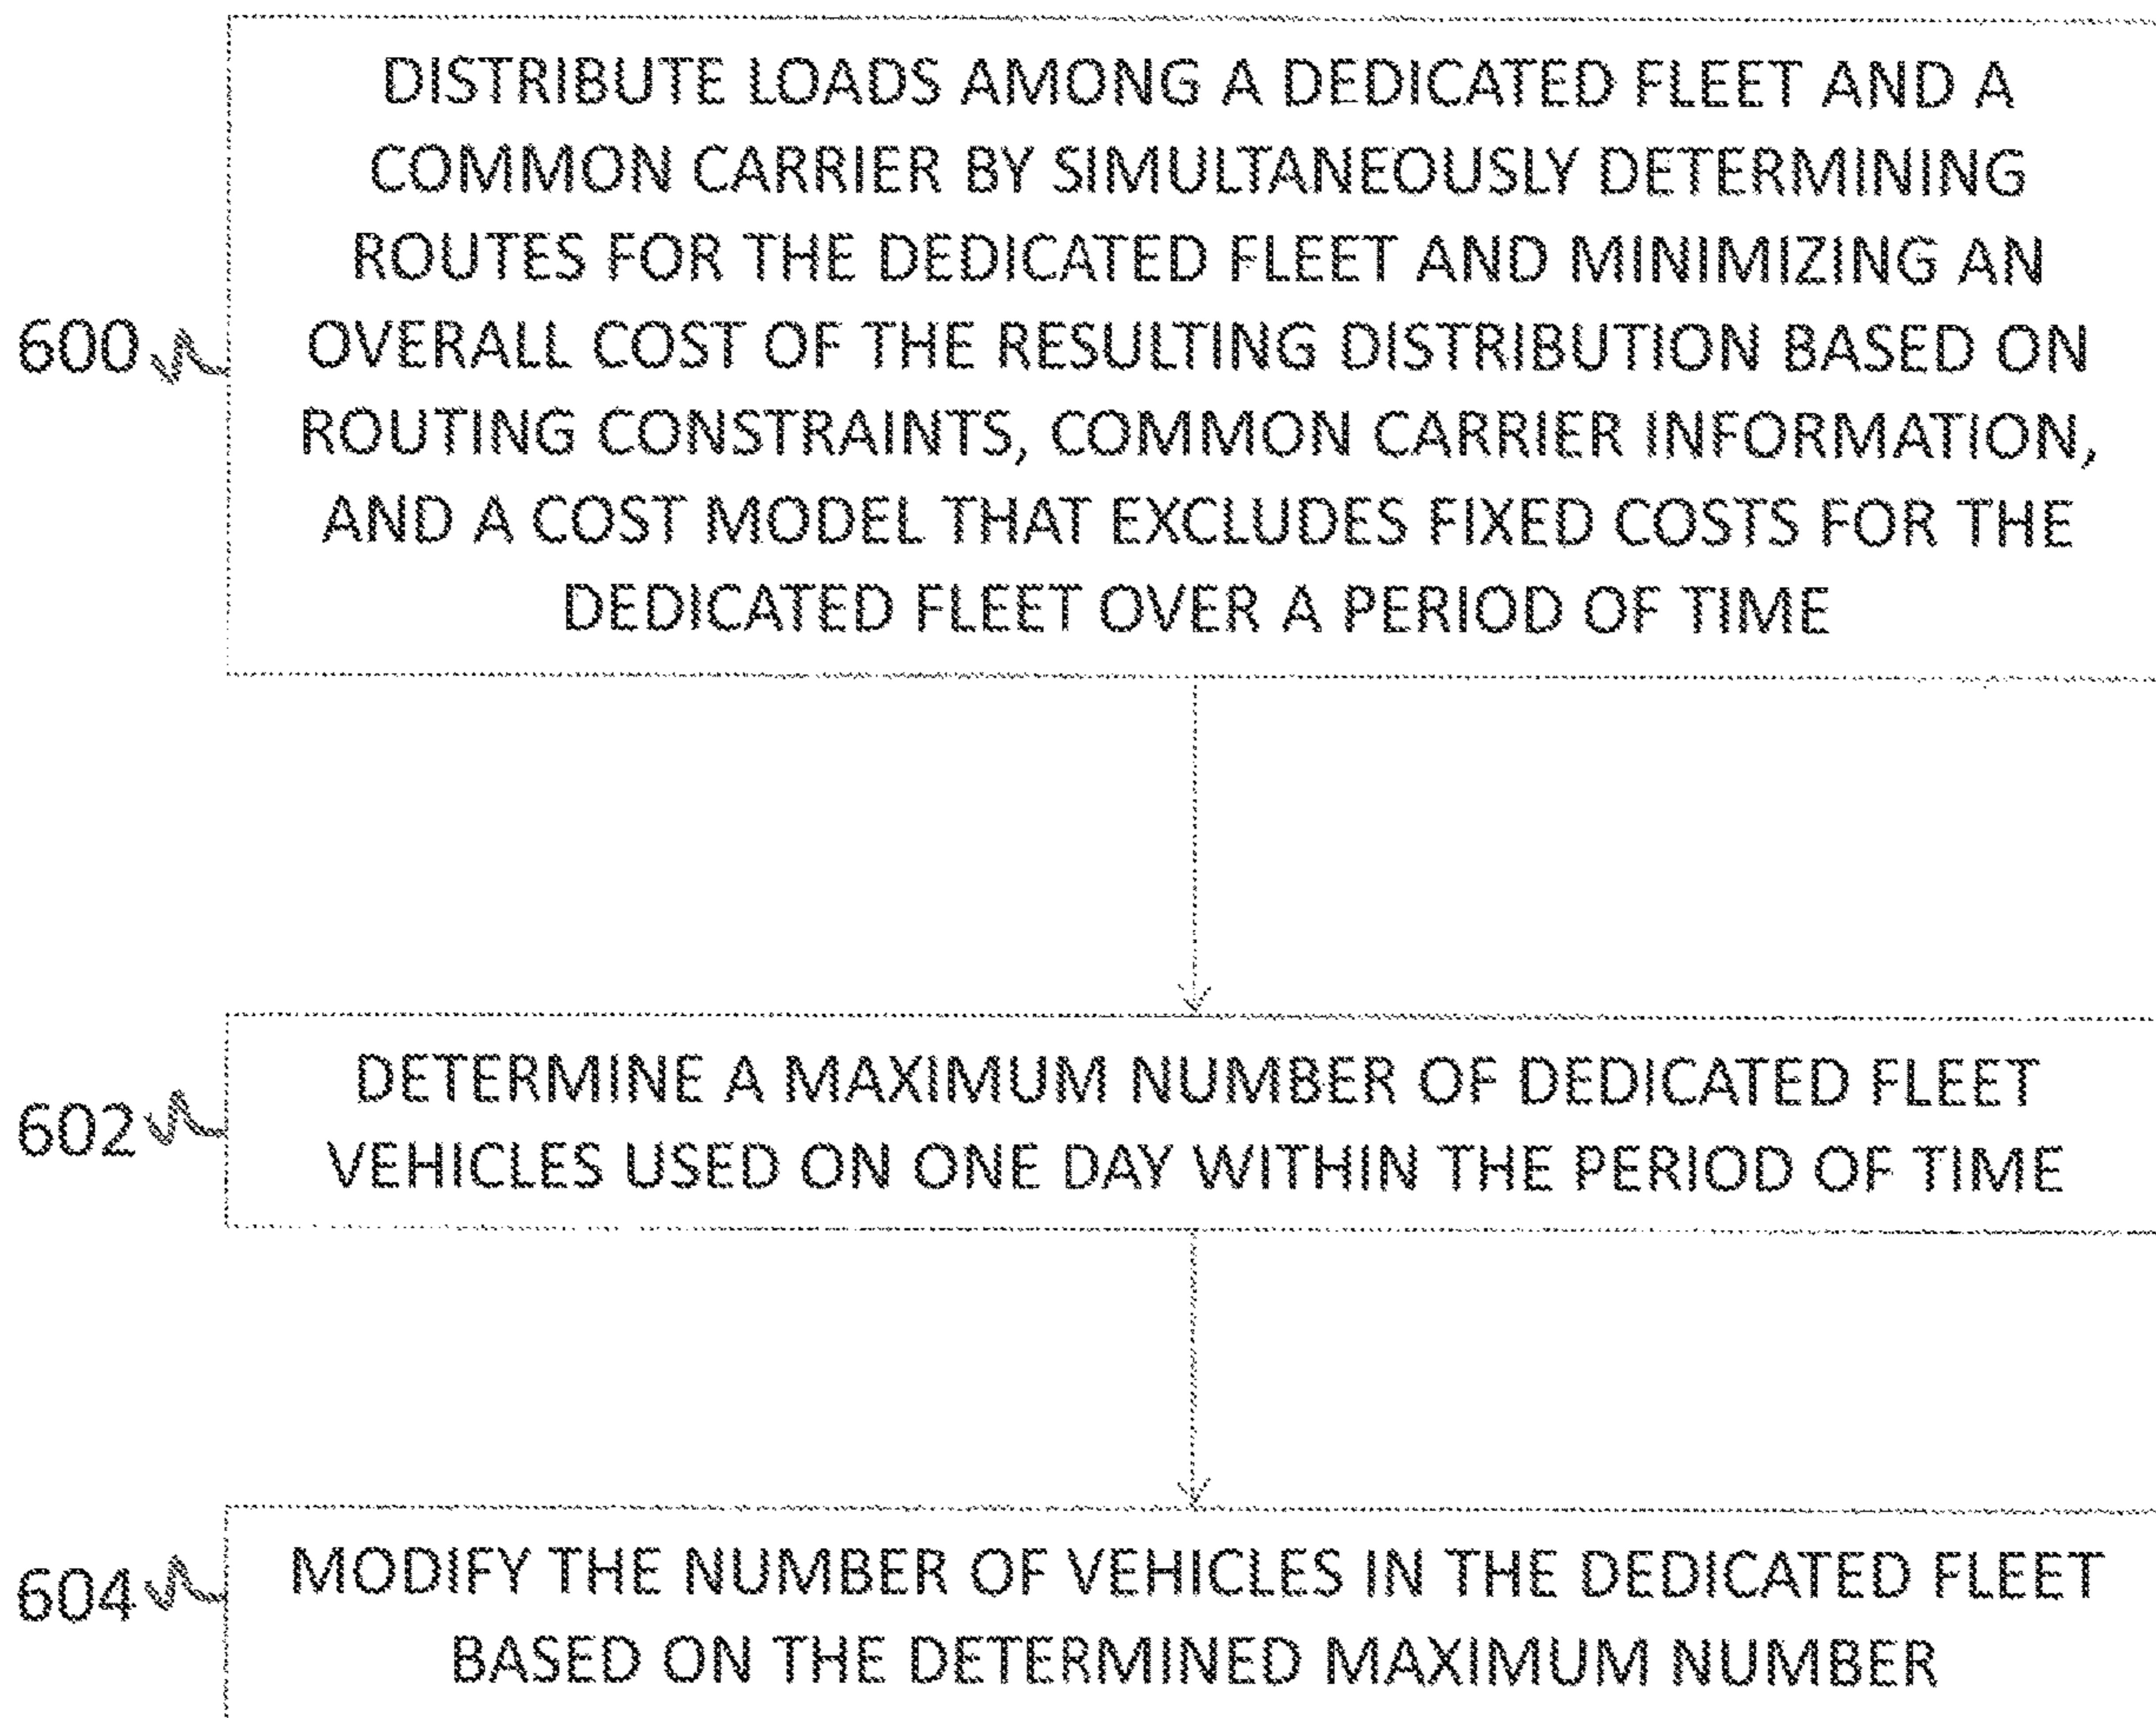 DISTRIBUTE LOADS AMONG A DEDICATED FLEET AND A
COMMON CARRIER BY SIMULTANEOUSLY DETERMINING
ROUTES FOR THE DEDICATED FLEET AND MINIMIZING AN
600
OVERALL COST OF THE RESULTING DISTRIBUTION BASED ON
ROUTING CONSTRAINTS, COMMON CARRIER INFORMATION,
AND A COST MODEL THAT EXCLUDES FIXED COSTS FOR THE
DEDICATED FLEET OVER A PERIOD OF TIME
602
DETERMINE A MAXIMUM NUMBER OF DEDICATED FLEET
VEHICLES USED ON ONE DAY WITHIN THE PERIOD OF TIME
604
MODIFY THE NUMBER OF VEHICLES IN THE DEDICATED FLEET
BASED ON THE DETERMINED MAXIMUM NUMBER